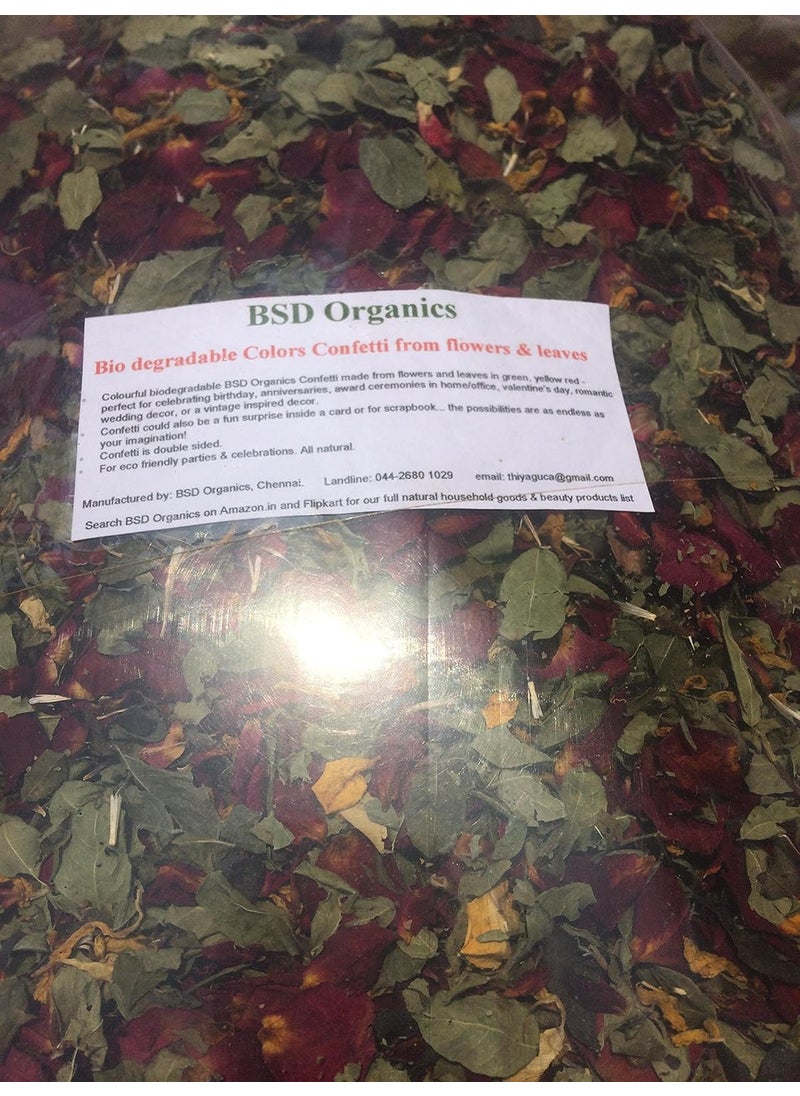 BSD Organics
Bio degradable Colors Confetti from flowers & leaves
Colourful biodegradable BSD Organics Confetti made from flowers and leaves in green, yellow red -
perfect for celebrating birthday, anniversaries, award ceremonies in home/office, valentine's day, romantic
wedding decor, or a vintage inspired decor.
Confetti could also be a fun surprise inside a card or for scrapbook... the possibilities are as endless as
your imagination!
Confetti is double sided.
For eco friendly parties & celebrations. All natural.
Manufactured by: BSD Organics, Chennai. Landline: 044-2680 1029 email: thiyaguca@gmail.com
Search BSD Organics on Amazon.in and Flipkart for our full natural household goods & beauty products list